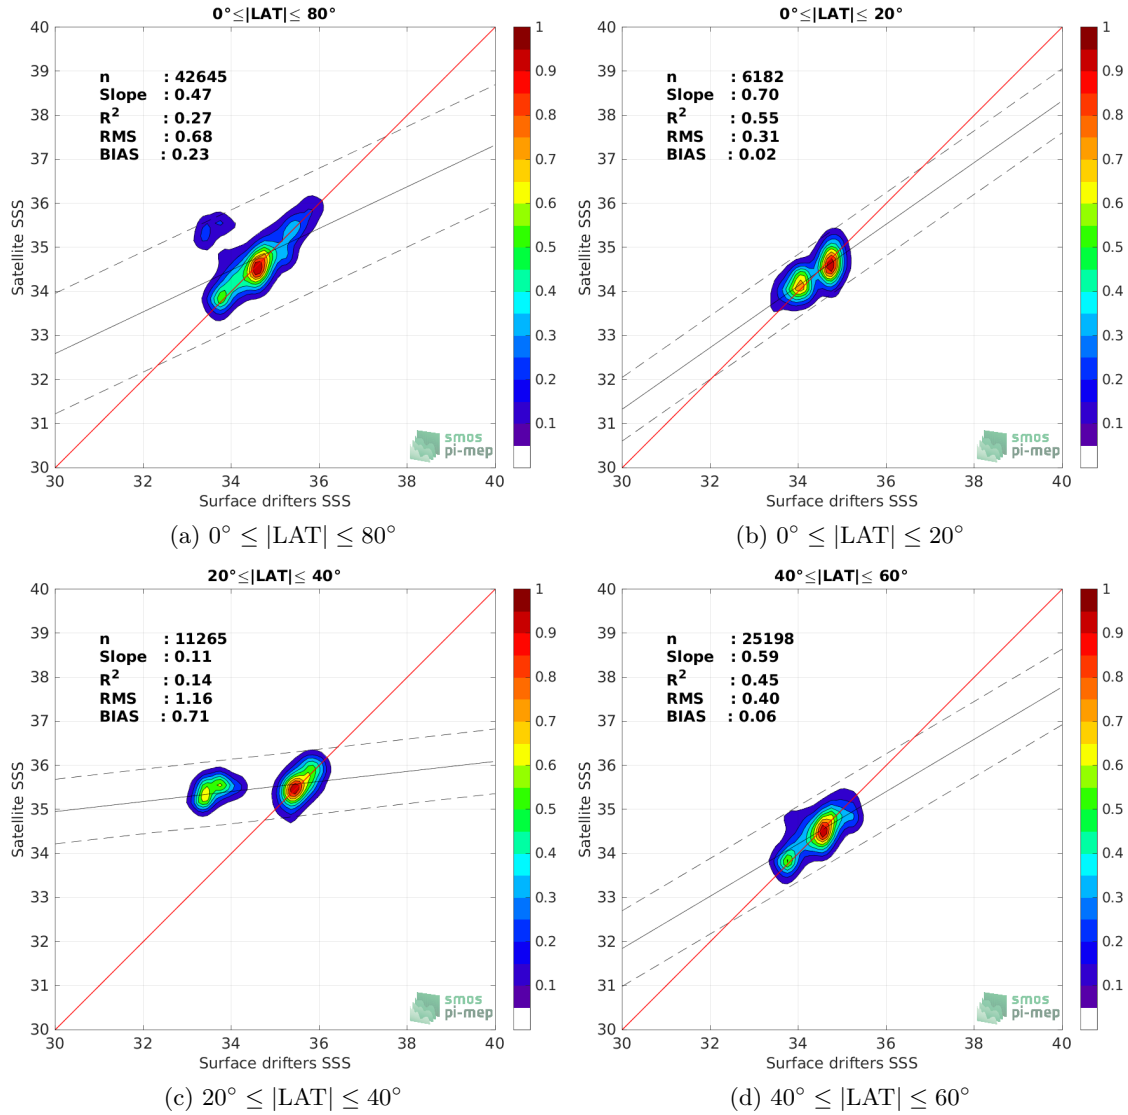 0°≤|LAT|≤ 80°
40
39
38
37
36
35
34
33
32
31
30
Satellite SSS
n : 42645
Slope : 0.47
R² : 0.27
RMS : 0.68
BIAS : 0.23
smos
pi-mep
30 32 34 36 38 40
Surface drifters SSS
1
0.9
0.8
0.7
0.6
0.5
0.4
0.3
0.2
0.1
(a) 0° ≤ |LAT| ≤ 80°
0°≤|LAT|≤ 20°
40
39
38
37
36
35
34
33
32
31
30
Satellite SSS
n : 6182
Slope : 0.70
R² : 0.55
RMS : 0.31
BIAS : 0.02
smos
pi-mep
30 32 34 36 38 40
Surface drifters SSS
1
0.9
0.8
0.7
0.6
0.5
0.4
0.3
0.2
0.1
(b) 0° ≤ |LAT| ≤ 20°
20°≤|LAT|≤ 40°
40
39
38
37
36
35
34
33
32
31
30
Satellite SSS
n : 11265
Slope : 0.11
R² : 0.14
RMS : 1.16
BIAS : 0.71
smos
pi-mep
30 32 34 36 38 40
Surface drifters SSS
1
0.9
0.8
0.7
0.6
0.5
0.4
0.3
0.2
0.1
(c) 20° ≤ |LAT| ≤ 40°
40°≤|LAT|≤ 60°
40
39
38
37
36
35
34
33
32
31
30
Satellite SSS
n : 25198
Slope : 0.59
R² : 0.45
RMS : 0.40
BIAS : 0.06
smos
pi-mep
30 32 34 36 38 40
Surface drifters SSS
1
0.9
0.8
0.7
0.6
0.5
0.4
0.3
0.2
0.1
(d) 40° ≤ |LAT| ≤ 60°